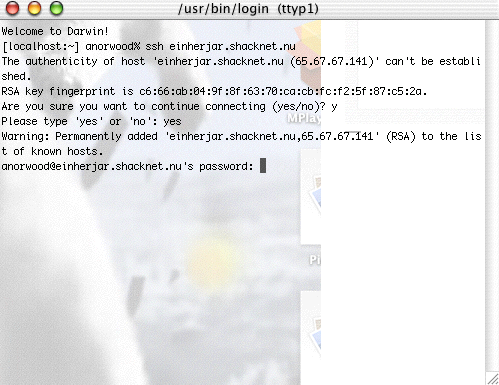 /usr/bin/login (ttyp1)
Welcome to Darwin!
[localhost:~] anorwood% ssh einherjar.shacknet.nu
The authenticity of host 'einherjar.shacknet.nu (65.67.67.141)' can't be establi
shed.
RSA key fingerprint is c6:66:ab:04:9f:8f:63:70:ca:cb:fc:f2:5f:87:c5:2a.
Are you sure you want to continue connecting (yes/no)? y
Please type 'yes' or 'no': yes
Warning: Permanently added 'einherjar.shacknet.nu,65.67.67.141' (RSA) to the lis
t of known hosts.
anorwood@einherjar.shacknet.nu's password:
MPlay
Pi